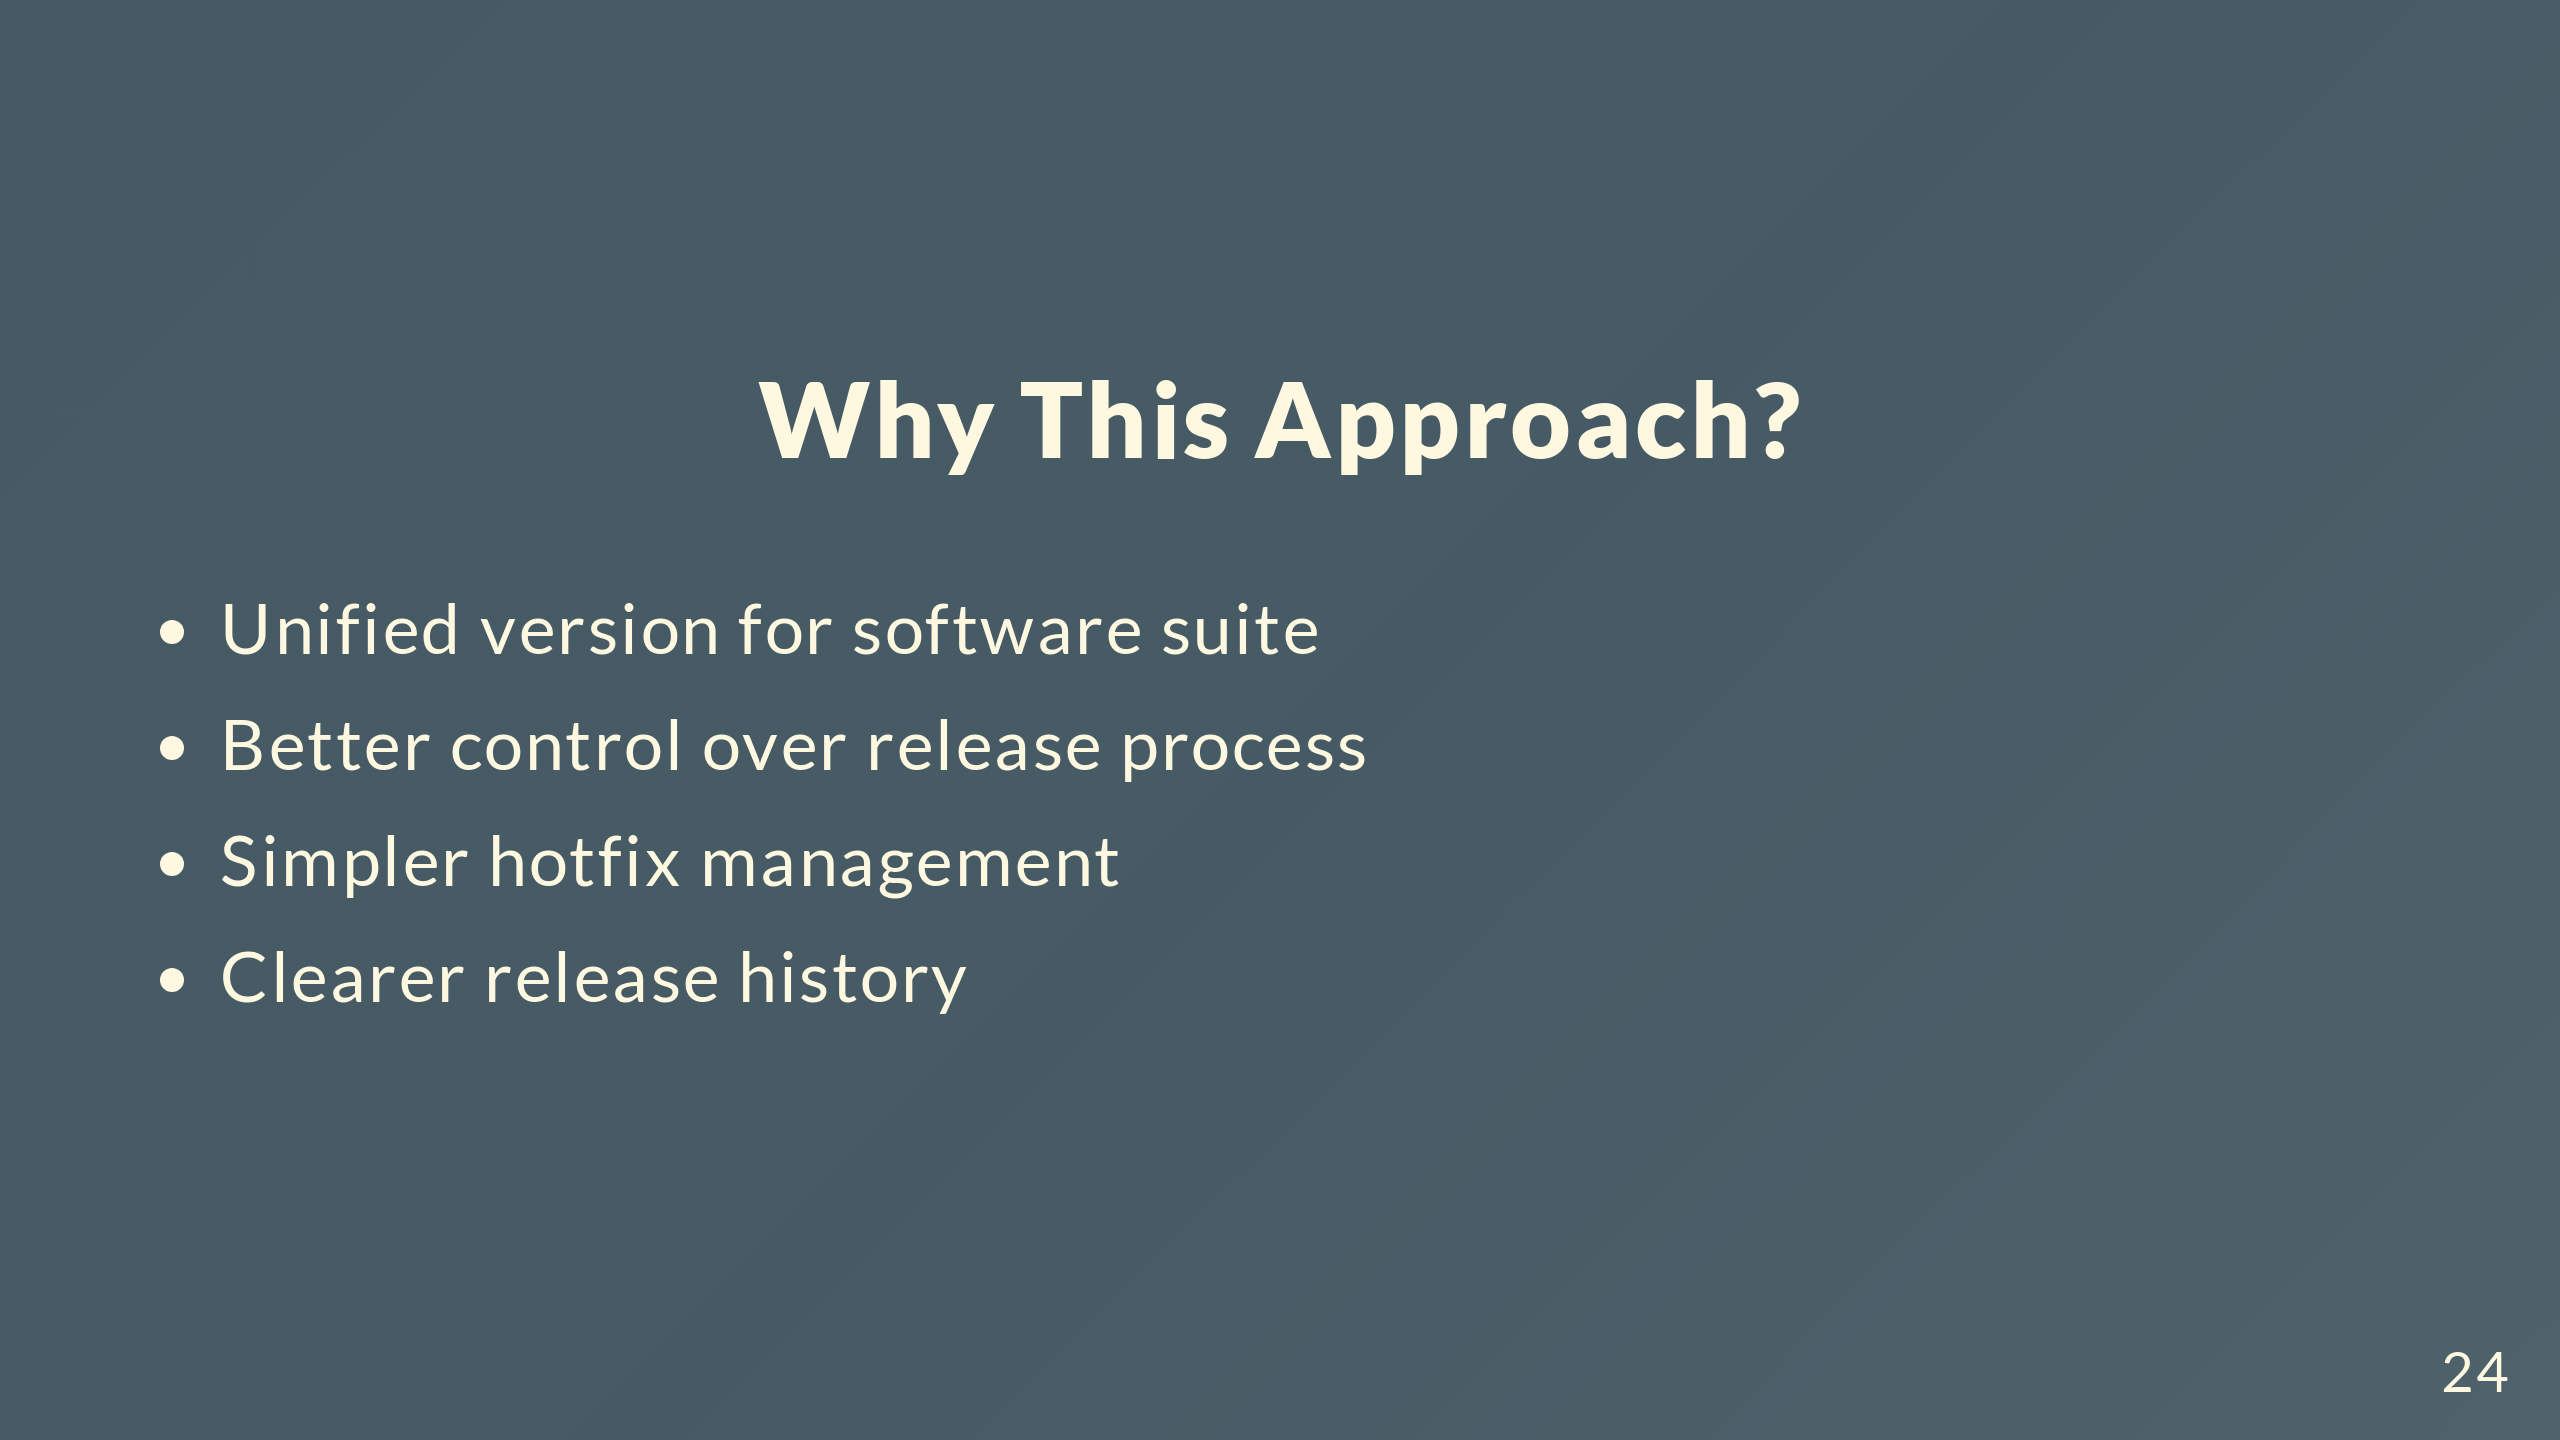 Why This Approach?
• Unified version for software suite
• Better control over release process
• Simpler hotfix management
• Clearer release history
24